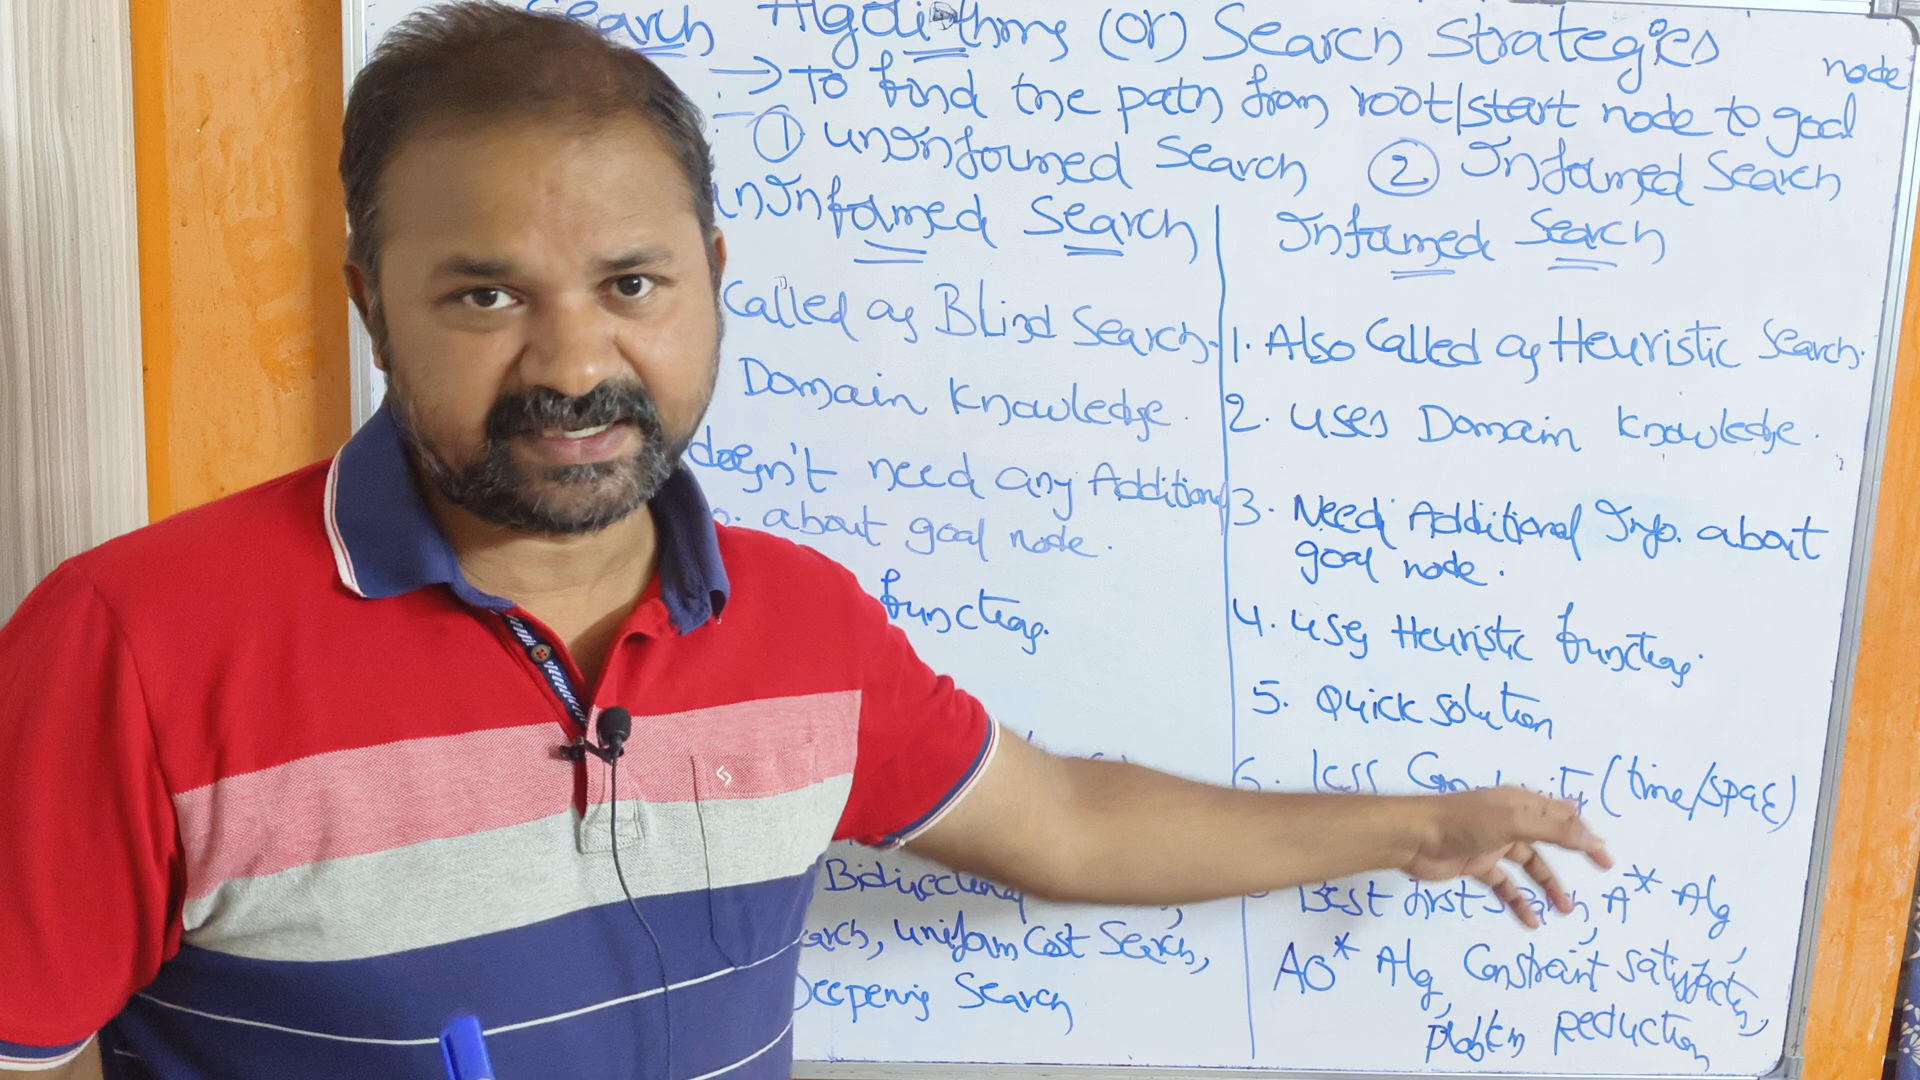 Search Algorithms (or) Search Strategies
→ To find the path from root/start node to goal node
① unInformed Search ② Informed Search
unInformed Search
Called as Blind Search.
Domain Knowledge.
doesn't need any Additional
about goal node.
function.
Bidirectional
uniform Cost Search,
Deepening Search
Informed Search
1. Also Called as Heuristic Search.
2. uses Domain Knowledge.
3. Need Additional Info. about
goal node.
4. uses Heuristic function.
5. Quick solution
6. less Complexity (time/space)
Best first Search, A* Alg,
AO* Alg, Constraint satisfaction,
problem Reduction